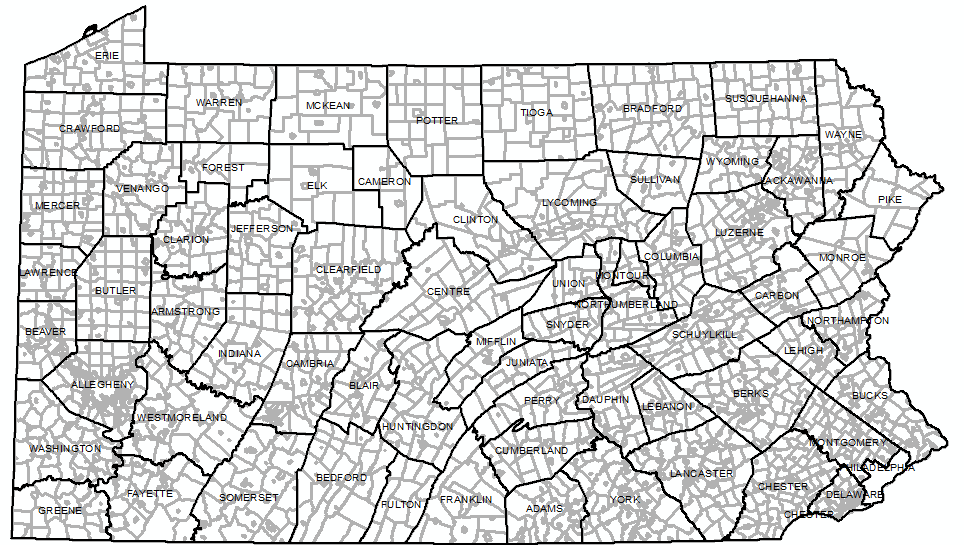 ERIE
WARREN
MCKEAN
POTTER
TIOGA
BRADFORD
SUSQUEHANNA
WAYNE
CRAWFORD
FOREST
VENANGO
ELK
CAMERON
SULLIVAN
WYOMING
LACKAWANNA
PIKE
MERCER
CLARION
JEFFERSON
CLINTON
LYCOMING
LUZERNE
COLUMBIA
MONROE
LAWRENCE
BUTLER
CLEARFIELD
CENTRE
UNION
MONTOUR
CARBON
BEAVER
ARMSTRONG
SNYDER
NORTHUMBERLAND
SCHUYLKILL
NORTHAMPTON
INDIANA
CAMBRIA
MIFFLIN
LEHIGH
ALLEGHENY
BLAIR
JUNIATA
PERRY
DAUPHIN
LEBANON
BERKS
BUCKS
WESTMORELAND
HUNTINGDON
WASHINGTON
CUMBERLAND
MONTGOMERY
PHILADELPHIA
LANCASTER
CHESTER
DELAWARE
BEDFORD
FULTON
FRANKLIN
ADAMS
YORK
GREENE
FAYETTE
SOMERSET
CHESTER